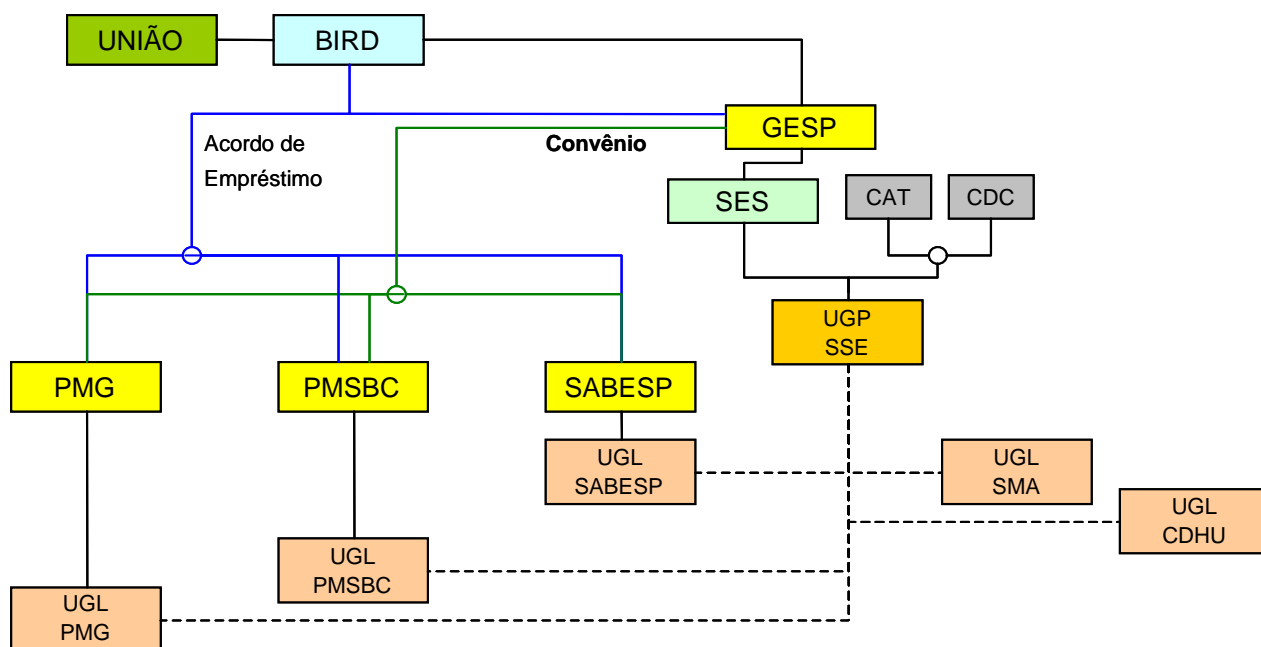 UNIÃO
BIRD
GESP
Acordo de
Empréstimo
Convênio
SES
CAT
CDC
UGP
SSE
PMG
PMSBC
SABESP
UGL
SABESP
UGL
SMA
UGL
CDHU
UGL
PMSBC
UGL
PMG